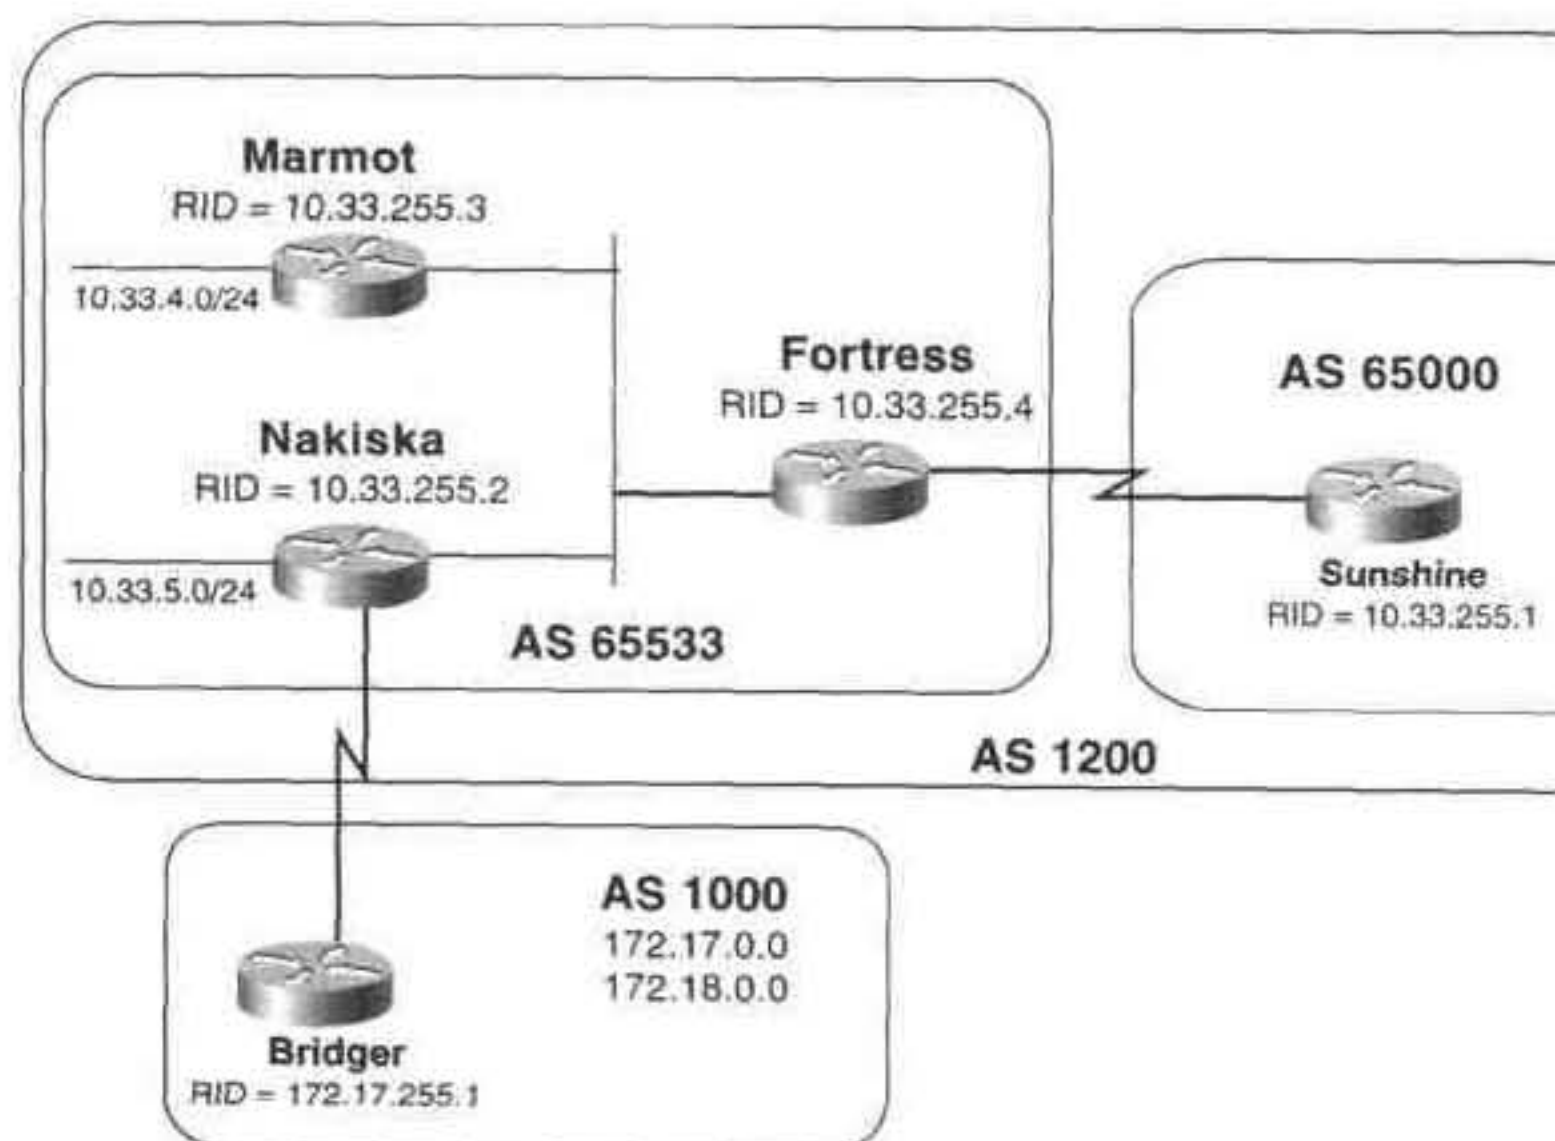 Marmot
RID = 10.33.255.3
10.33.4.0/24
Fortress
RID = 10.33.255.4
AS 65000
Nakiska
RID = 10.33.255.2
Sunshine
RID = 10.33.255.1
10.33.5.0/24
AS 65533
AS 1200
AS 1000
172.17.0.0
172.18.0.0
Bridger
RID = 172.17.255.1